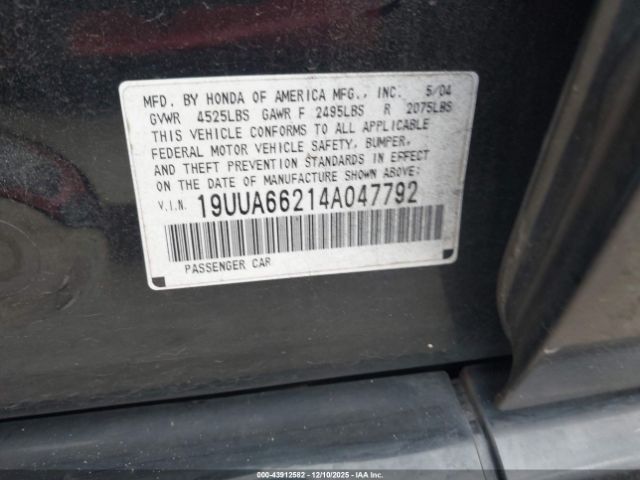 MFD. BY HONDA OF AMERICA MFG., INC. 5/04
GVWR 4525LBS GAWR F 2495LBS R 2075LBS
THIS VEHICLE CONFORMS TO ALL APPLICABLE
FEDERAL MOTOR VEHICLE SAFETY, BUMPER,
AND THEFT PREVENTION STANDARDS IN EFFECT
ON THE DATE OF MANUFACTURE SHOWN ABOVE:
V.I.N. 19UUA66214A047792
PASSENGER CAR
00-43912582 - 12/10/2025 - IAAI, Inc.